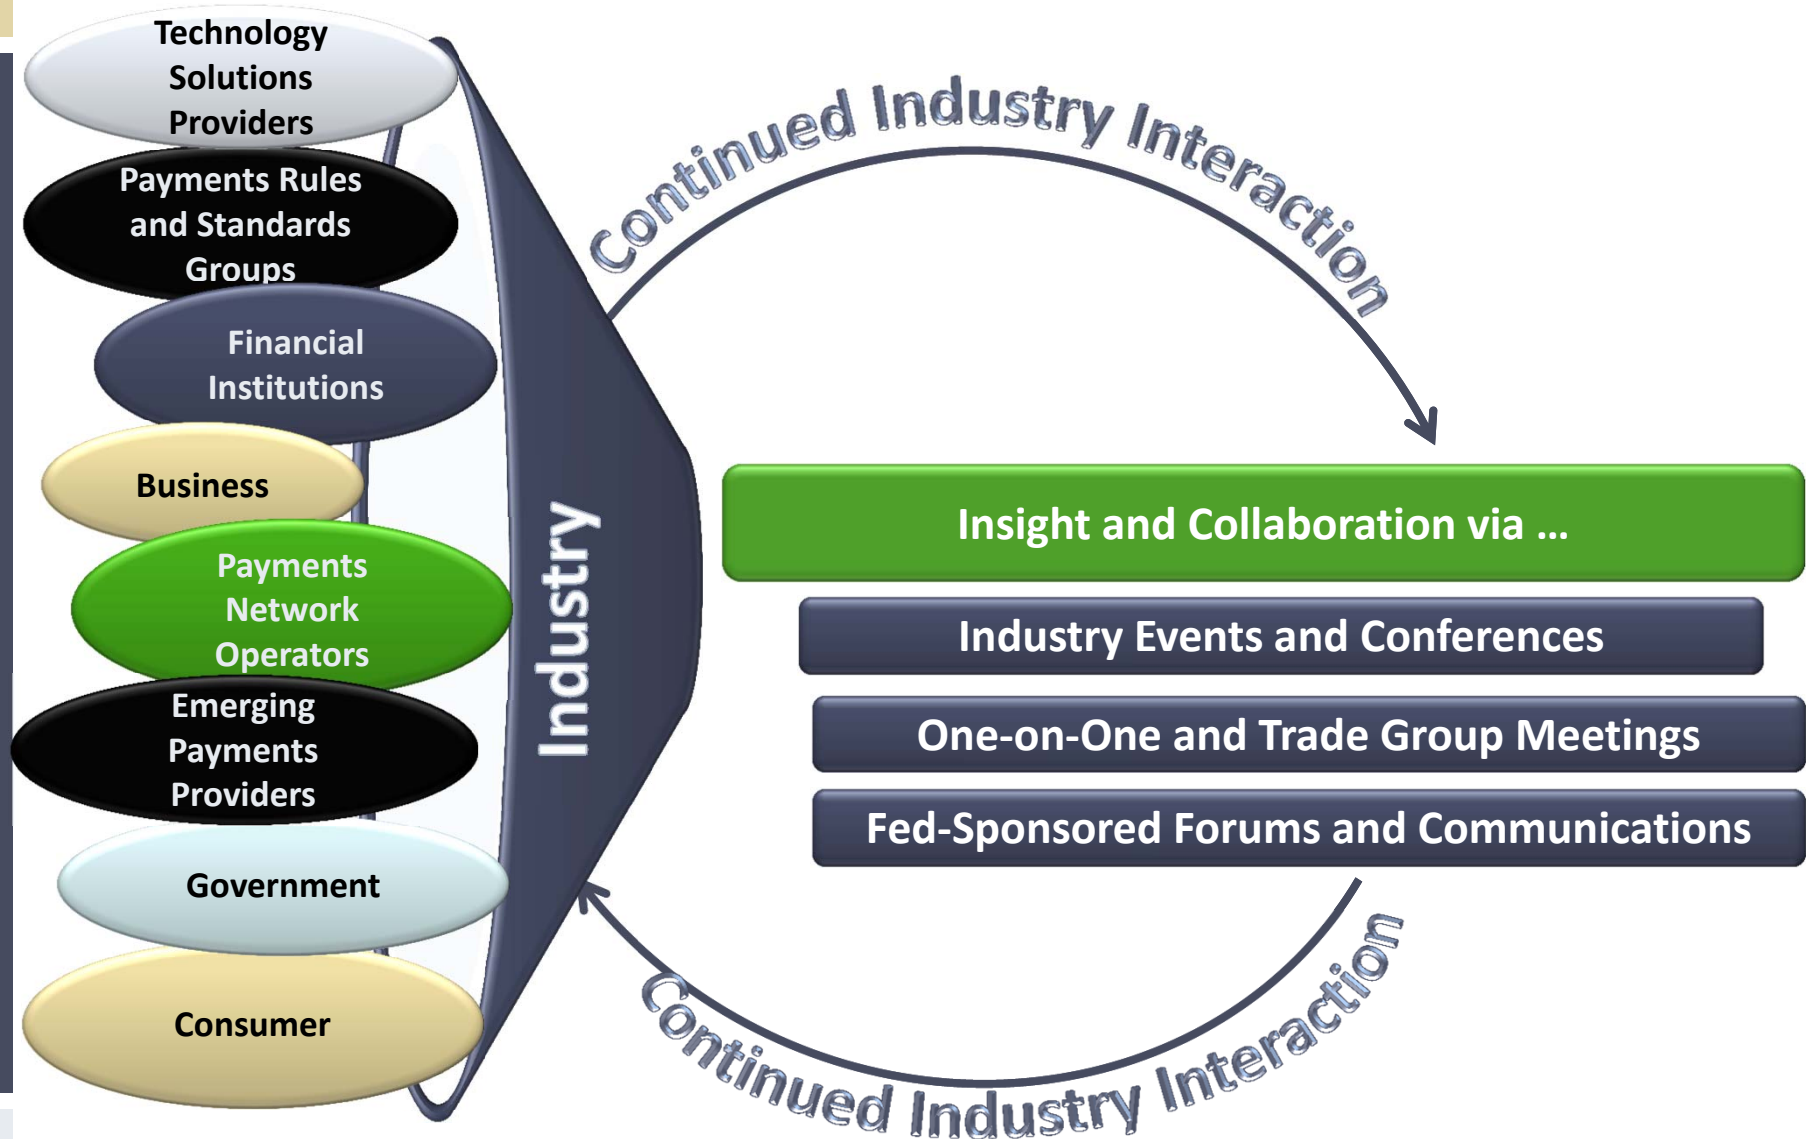 Technology
Solutions
Providers
Payments Rules
and Standards
Groups
Financial
Institutions
Business
Payments
Network
Operators
Emerging
Payments
Providers
Government
Consumer
Industry
Continued Industry Interaction
Insight and Collaboration via ...
Industry Events and Conferences
One-on-One and Trade Group Meetings
Fed-Sponsored Forums and Communications
Continued Industry Interaction